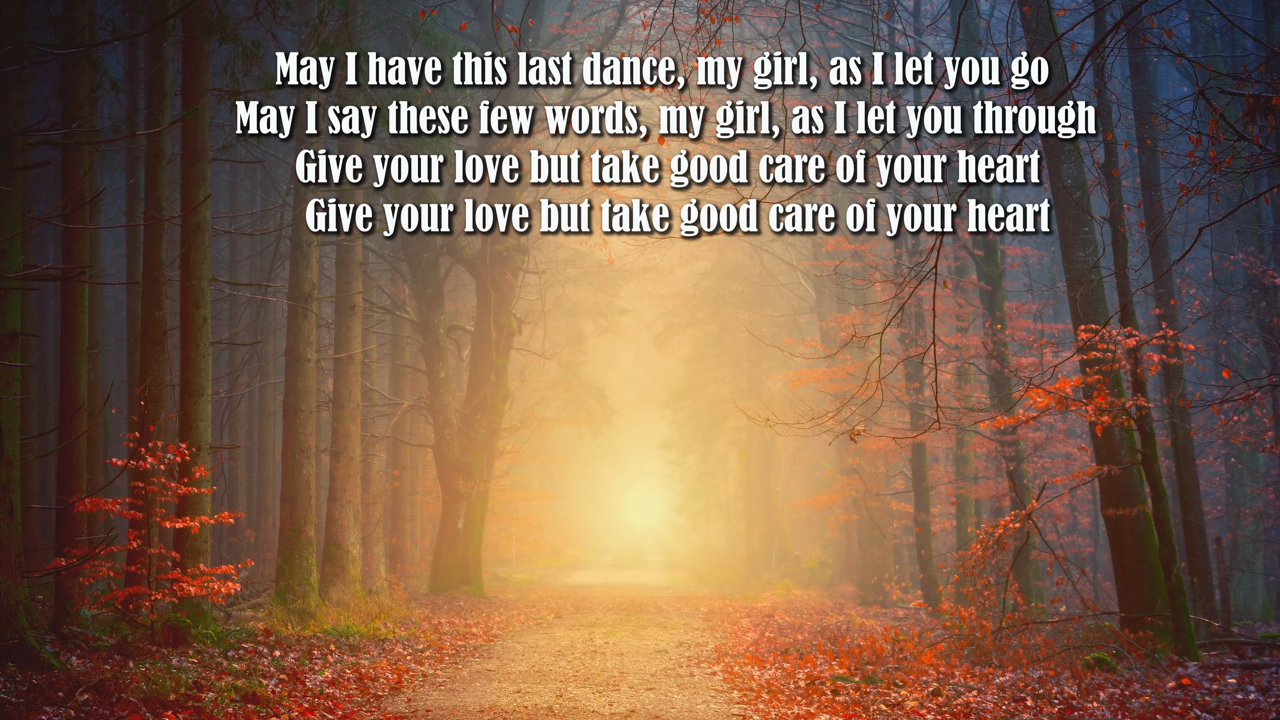 May I have this last dance, my girl, as I let you go
May I say these few words, my girl, as I let you through
Give your love but take good care of your heart
Give your love but take good care of your heart